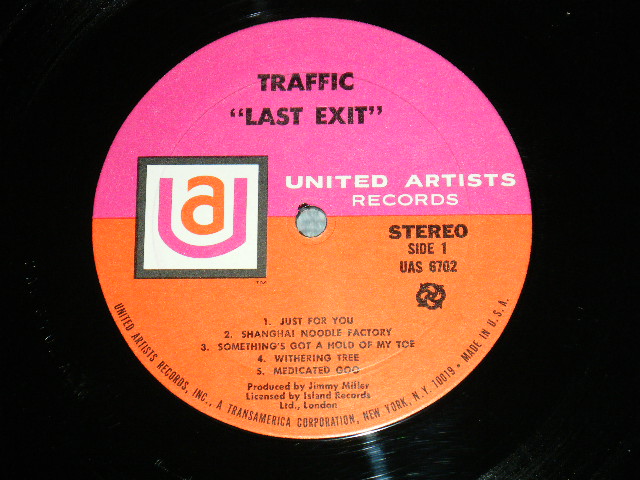 TRAFFIC
“LAST EXIT”
ua
UNITED ARTISTS
RECORDS
TM
STEREO
SIDE 1
UAS 6702
1. JUST FOR YOU
2. SHANGHAI NOODLE FACTORY
3. SOMETHING'S GOT A HOLD OF MY TOE
4. WITHERING TREE
5. MEDICATED GOO
Produced by Jimmy Miller
Licensed by Island Records
Ltd., London
UNITED ARTISTS RECORDS, INC., A TRANSAMERICA CORPORATION, NEW YORK, N.Y. 10019 • MADE IN U.S.A.